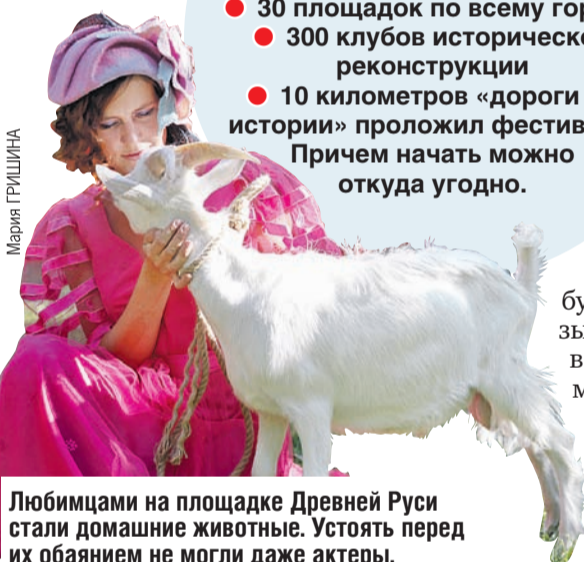 ● 30 площадок по всему гор
● 300 клубов историческо
реконструкции
● 10 километров «дороги
истории» проложил фестив
Причем начать можно
откуда угодно.
Мария ГРИШИНА
бу
зы
в
м
Любимцами на площадке Древней Руси
стали домашние животные. Устоять перед
их обаянием не могли даже актеры.